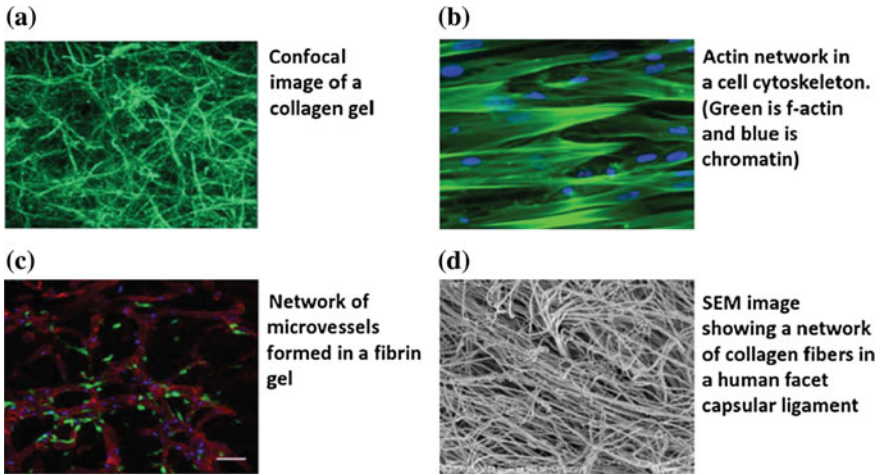 (a)
Confocal
image of a
collagen gel
(b)
Actin network in
a cell cytoskeleton.
(Green is f-actin
and blue is
chromatin)
(c)
Network of
microvessels
formed in a fibrin
gel
(d)
SEM image
showing a network
of collagen fibers in
a human facet
capsular ligament